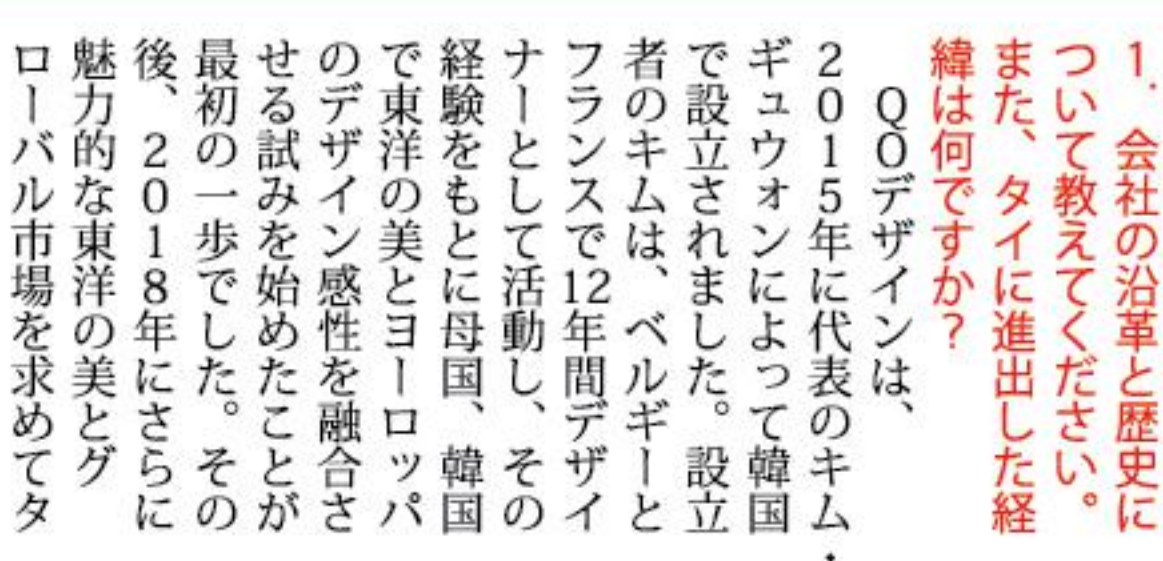 1. 会社の沿革と歴史に
ついて教えてください。
また、タイに進出した経
緯は何ですか？
QQデザインは、
2015年に代表のキム・
ギュウォンによって韓国
で設立されました。設立
者のキムは、ベルギーと
フランスで12年間デザイ
ナーとして活動し、その
経験をもとに母国、韓国
で東洋の美とヨーロッパ
のデザイン感性を融合さ
せる試みを始めたことが
最初の一歩でした。その
後、2018年にさらに
魅力的な東洋の美とグ
ローバル市場を求めてタ